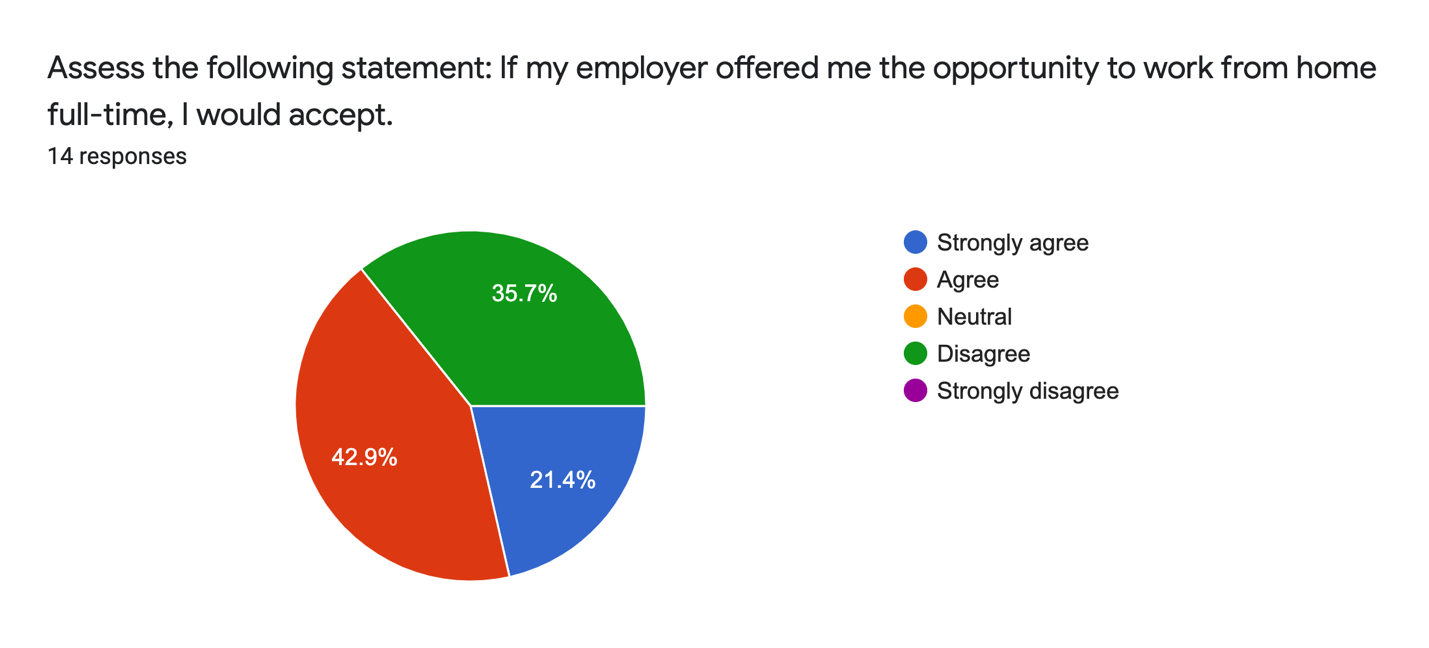 Assess the following statement: If my employer offered me the opportunity to work from home
full-time, I would accept.
14 responses
35.7%
42.9%
21.4%
Strongly agree
Agree
Neutral
Disagree
Strongly disagree